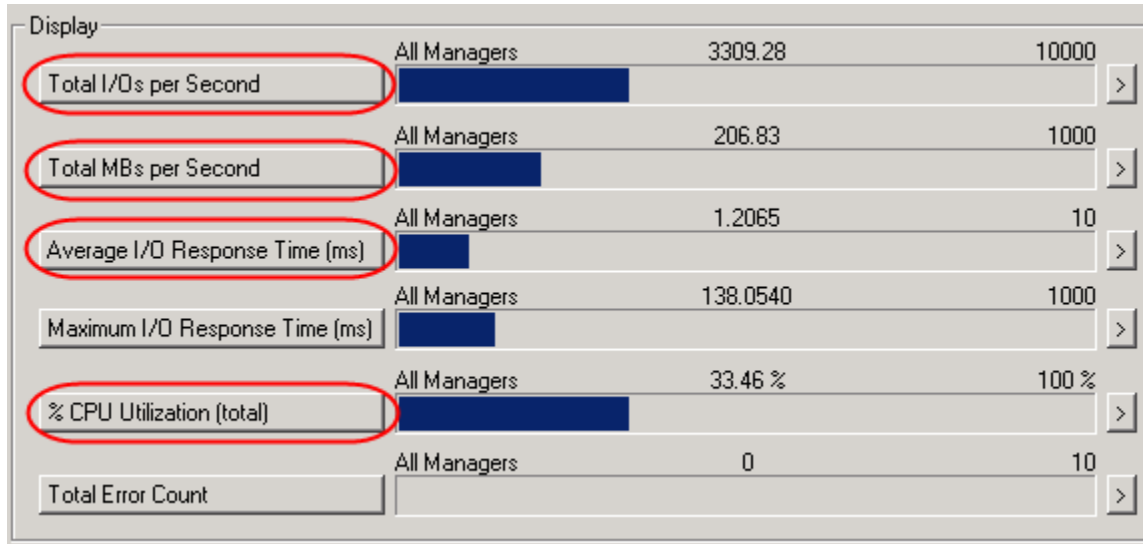 Display
All Managers 3309.28 10000
Total I/Os per Second >
All Managers 206.83 1000
Total MBs per Second >
All Managers 1.2065 10
Average I/O Response Time (ms) >
All Managers 138.0540 1000
Maximum I/O Response Time (ms) >
All Managers 33.46 % 100 %
% CPU Utilization (total) >
All Managers 0 10
Total Error Count >